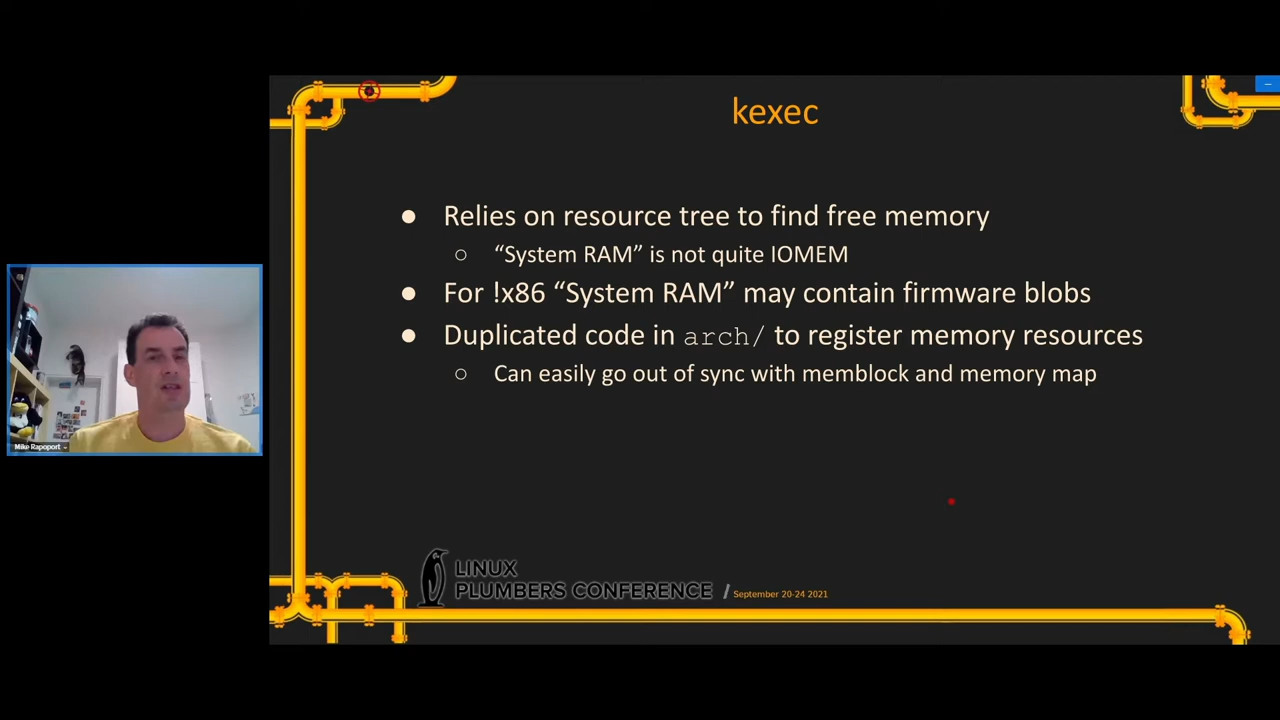 kexec
● Relies on resource tree to find free memory
○ “System RAM” is not quite IOMEM
● For !x86 “System RAM” may contain firmware blobs
● Duplicated code in arch/ to register memory resources
○ Can easily go out of sync with memblock and memory map
Mike Rapoport
LINUX
PLUMBERS CONFERENCE / September 20-24 2021